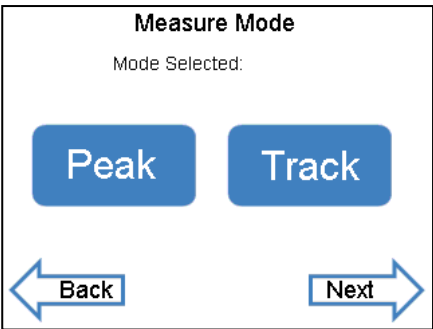 Measure Mode
Mode Selected:
Peak Track
Back Next